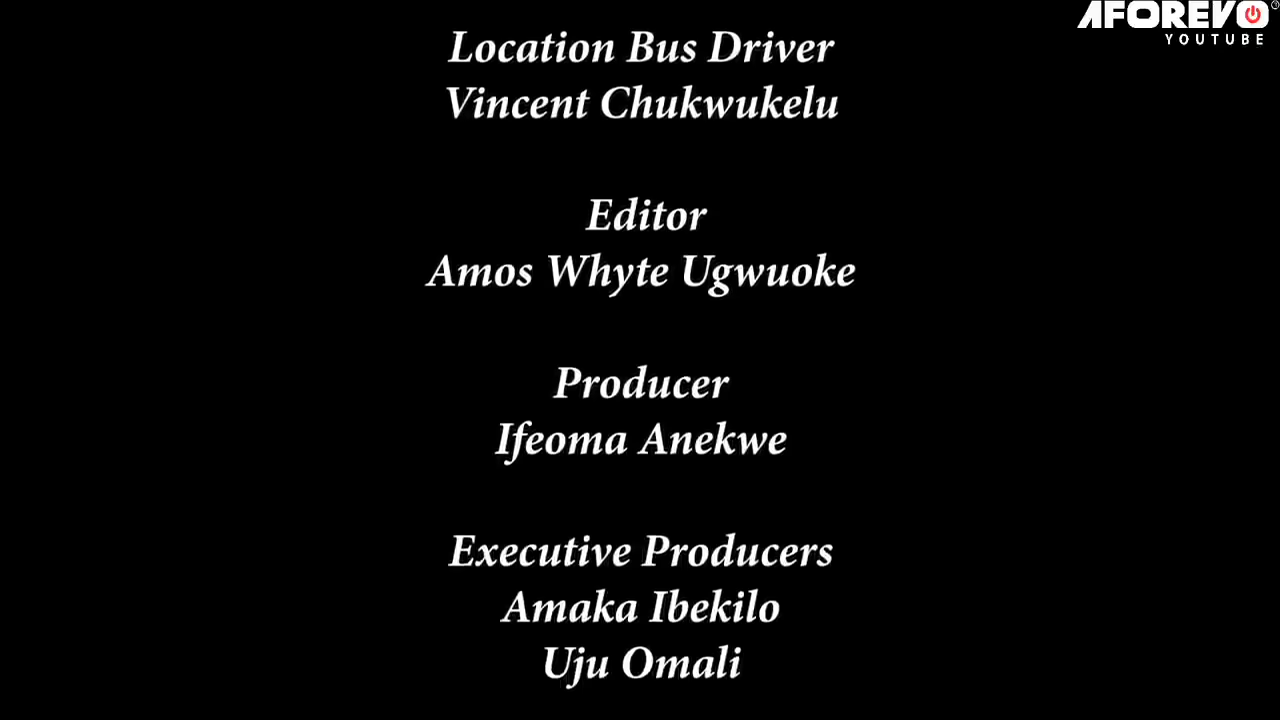 AFOREVO
YOUTUBE
Location Bus Driver
Vincent Chukwukelu
Editor
Amos Whyte Ugwuoke
Producer
Ifeoma Anekwe
Executive Producers
Amaka Ibekilo
Uju Omali